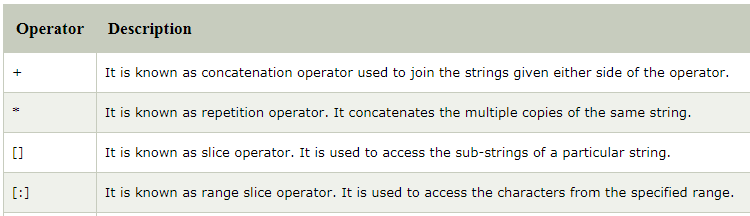 Operator Description
+ It is known as concatenation operator used to join the strings given either side of the operator.
* It is known as repetition operator. It concatenates the multiple copies of the same string.
[] It is known as slice operator. It is used to access the sub-strings of a particular string.
[:] It is known as range slice operator. It is used to access the characters from the specified range.